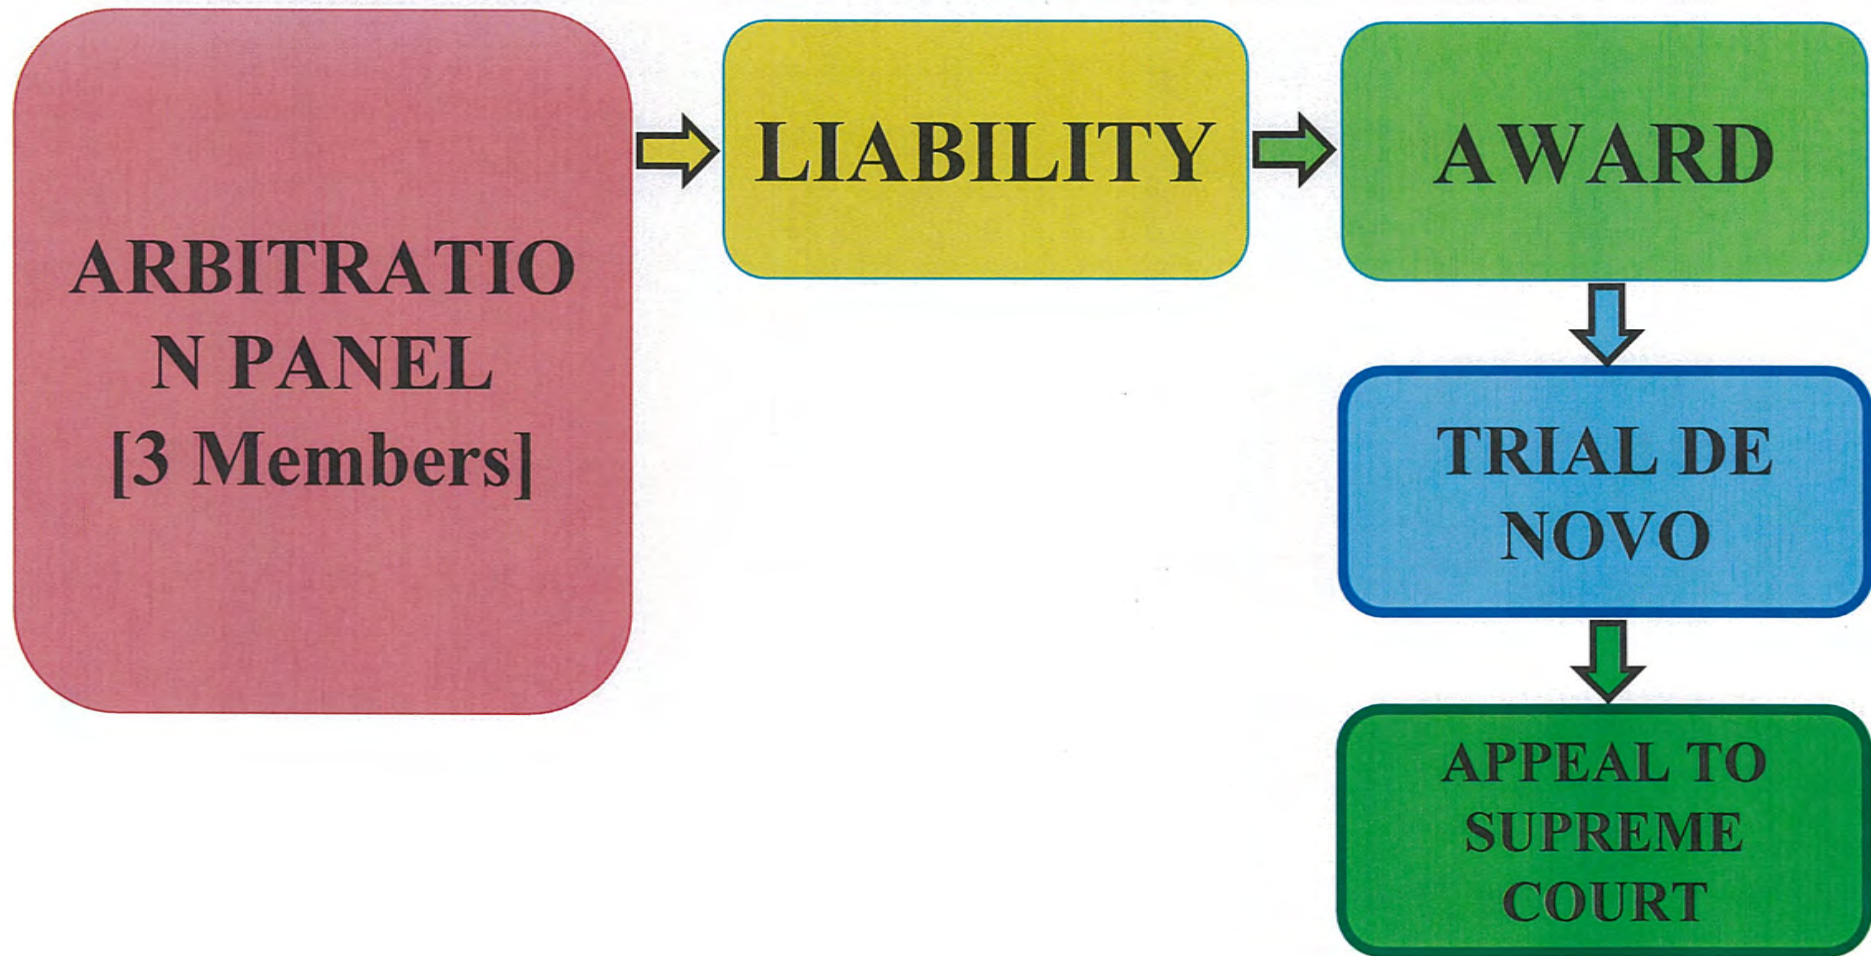 ARBITRATIO
N PANEL
[3 Members]
LIABILITY
AWARD
TRIAL DE
NOVO
APPEAL TO
SUPREME
COURT